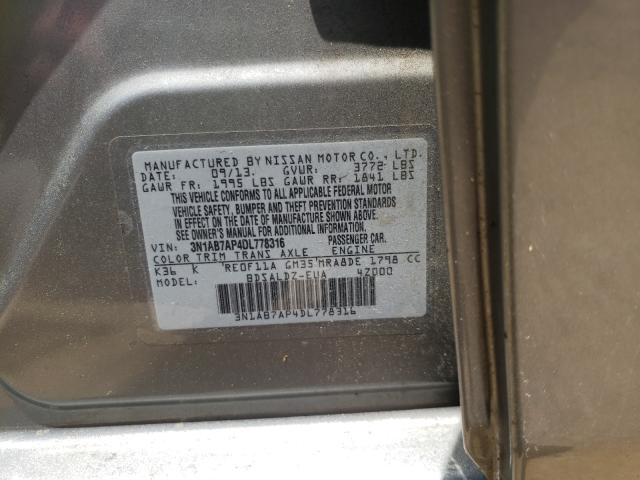 MANUFACTURED BY NISSAN MOTOR CO., LTD.
DATE: 09/13. GVWR: 3772 LBS
GAWR FR: 1995 LBS GAWR RR: 1841 LBS
THIS VEHICLE CONFORMS TO ALL APPLICABLE FEDERAL MOTOR
VEHICLE SAFETY, BUMPER AND THEFT PREVENTION STANDARDS
IN EFFECT ON THE DATE OF MANUFACTURE SHOWN ABOVE.
SEE OWNER'S MANUAL FOR ADDITIONAL INFORMATION.
VIN: 3N1AB7AP4DL778316 PASSENGER CAR.
COLOR TRIM TRANS AXLE ENGINE
K36 K RE0F11A GM35 MRA8DE 1798 CC
MODEL: BDSALDZ-EUA 4Z000
3N1AB7AP4DL778316